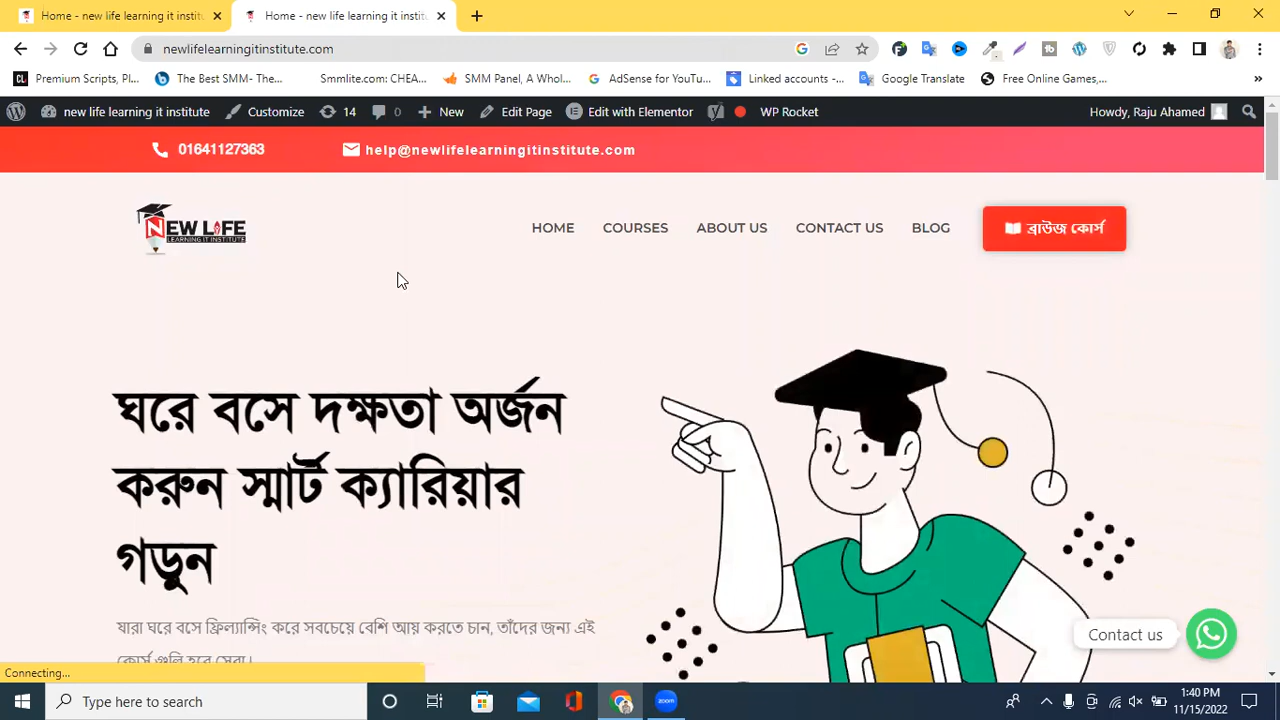 Home - new life learning it instit
Home - new life learning it institu
newlifelearningitinstitute.com
CL Premium Scripts, Pl...
The Best SMM- The...
Smmlite.com: CHEA...
SMM Panel, A Whol...
AdSense for YouTu...
Linked accounts -...
Google Translate
Free Online Games,...
new life learning it institute
Customize
14
0
New
Edit Page
Edit with Elementor
WP Rocket
Howdy, Raju Ahamed
01641127363
help@newlifelearningitinstitute.com
NEW LIFE
LEARNING IT INSTITUTE
HOME
COURSES
ABOUT US
CONTACT US
BLOG
ব্রাউজ কোর্স
ঘরে বসে দক্ষতা অর্জন
করুন স্মার্ট ক্যারিয়ার
গড়ুন
যারা ঘরে বসে ফ্রিল্যান্সিং করে সবচেয়ে বেশি আয় করতে চান, তাঁদের জন্য এই
কোর্স গুলি হবে সেরা।
Contact us
Connecting...
Type here to search
zoom
1:40 PM
11/15/2022